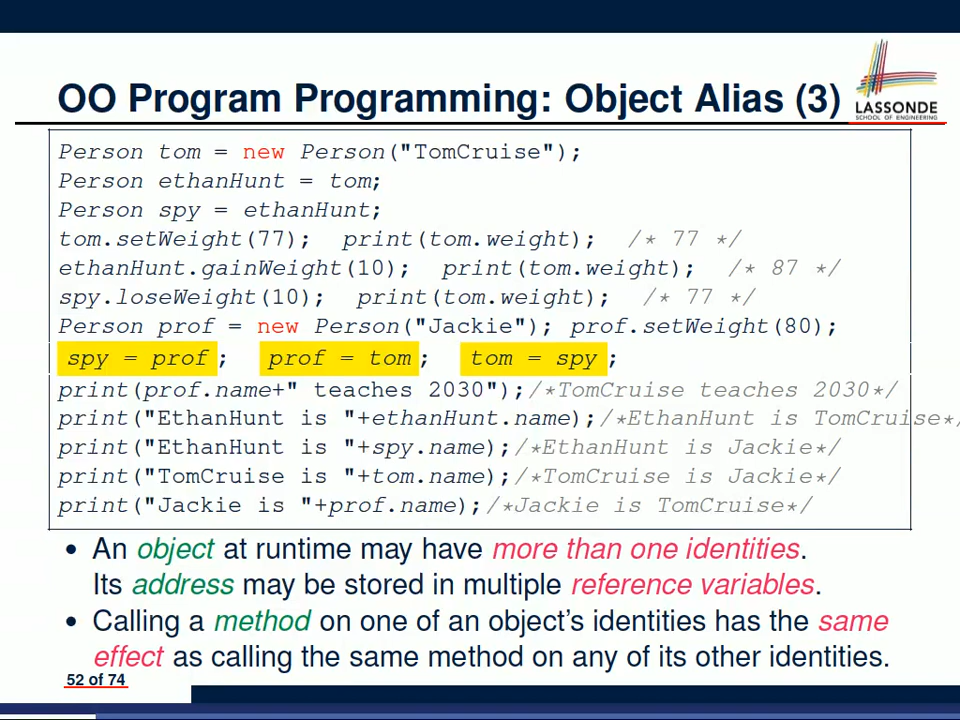 OO Program Programming: Object Alias (3)
LASSONDE
SCHOOL OF ENGINEERING
Person tom = new Person("TomCruise");
Person ethanHunt = tom;
Person spy = ethanHunt;
tom.setWeight(77); print(tom.weight); /* 77 */
ethanHunt.gainWeight(10); print(tom.weight); /* 87 */
spy.loseWeight(10); print(tom.weight); /* 77 */
Person prof = new Person("Jackie"); prof.setWeight(80);
spy = prof; prof = tom; tom = spy;
print(prof.name+" teaches 2030");/*TomCruise teaches 2030*/
print("EthanHunt is "+ethanHunt.name);/*EthanHunt is TomCruise*/
print("EthanHunt is "+spy.name);/*EthanHunt is Jackie*/
print("TomCruise is "+tom.name);/*TomCruise is Jackie*/
print("Jackie is "+prof.name);/*Jackie is TomCruise*/
• An object at runtime may have more than one identities.
Its address may be stored in multiple reference variables.
• Calling a method on one of an object's identities has the same
effect as calling the same method on any of its other identities.
52 of 74